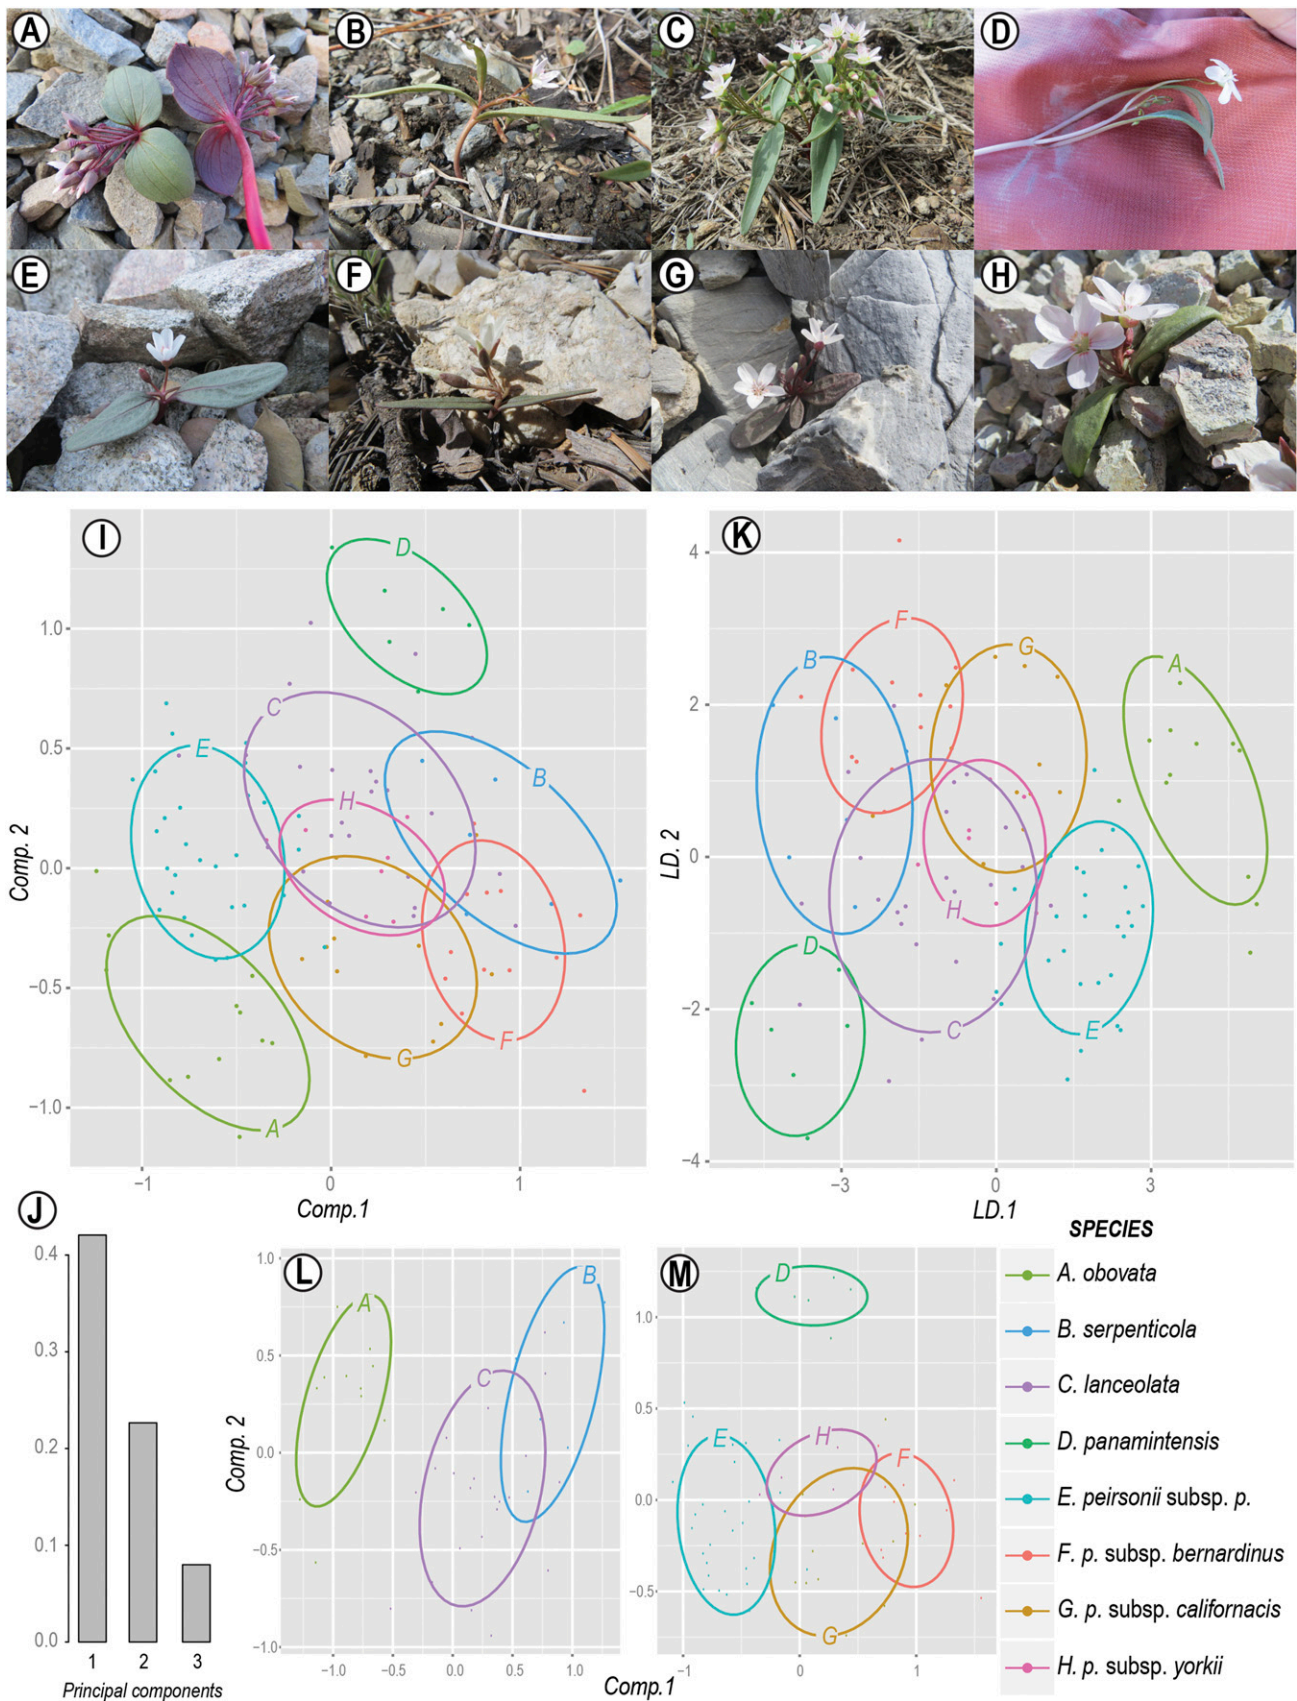 A
B
C
D
E
F
G
H
I
D
C
E
B
H
F
G
A
1.0
0.5
0.0
−0.5
−1.0
Comp. 2
−1
0
1
Comp.1
K
F
G
B
A
H
D
C
E
4
2
0
−2
−4
LD. 2
−3
0
3
LD.1
J
0.4
0.3
0.2
0.1
0.0
1 2 3
Principal components
L
A
B
C
1.0
0.5
0.0
−0.5
−1.0
Comp. 2
−1.0 0.0 0.5 1.0
M
D
E
H
F
G
1.0
0.5
0.0
−0.5
−1 0 1
Comp.1
SPECIES
A. obovata
B. serpenticola
C. lanceolata
D. panamintensis
E. peirsonii subsp. p.
F. p. subsp. bernardinus
G. p. subsp. californacis
H. p. subsp. yorkii